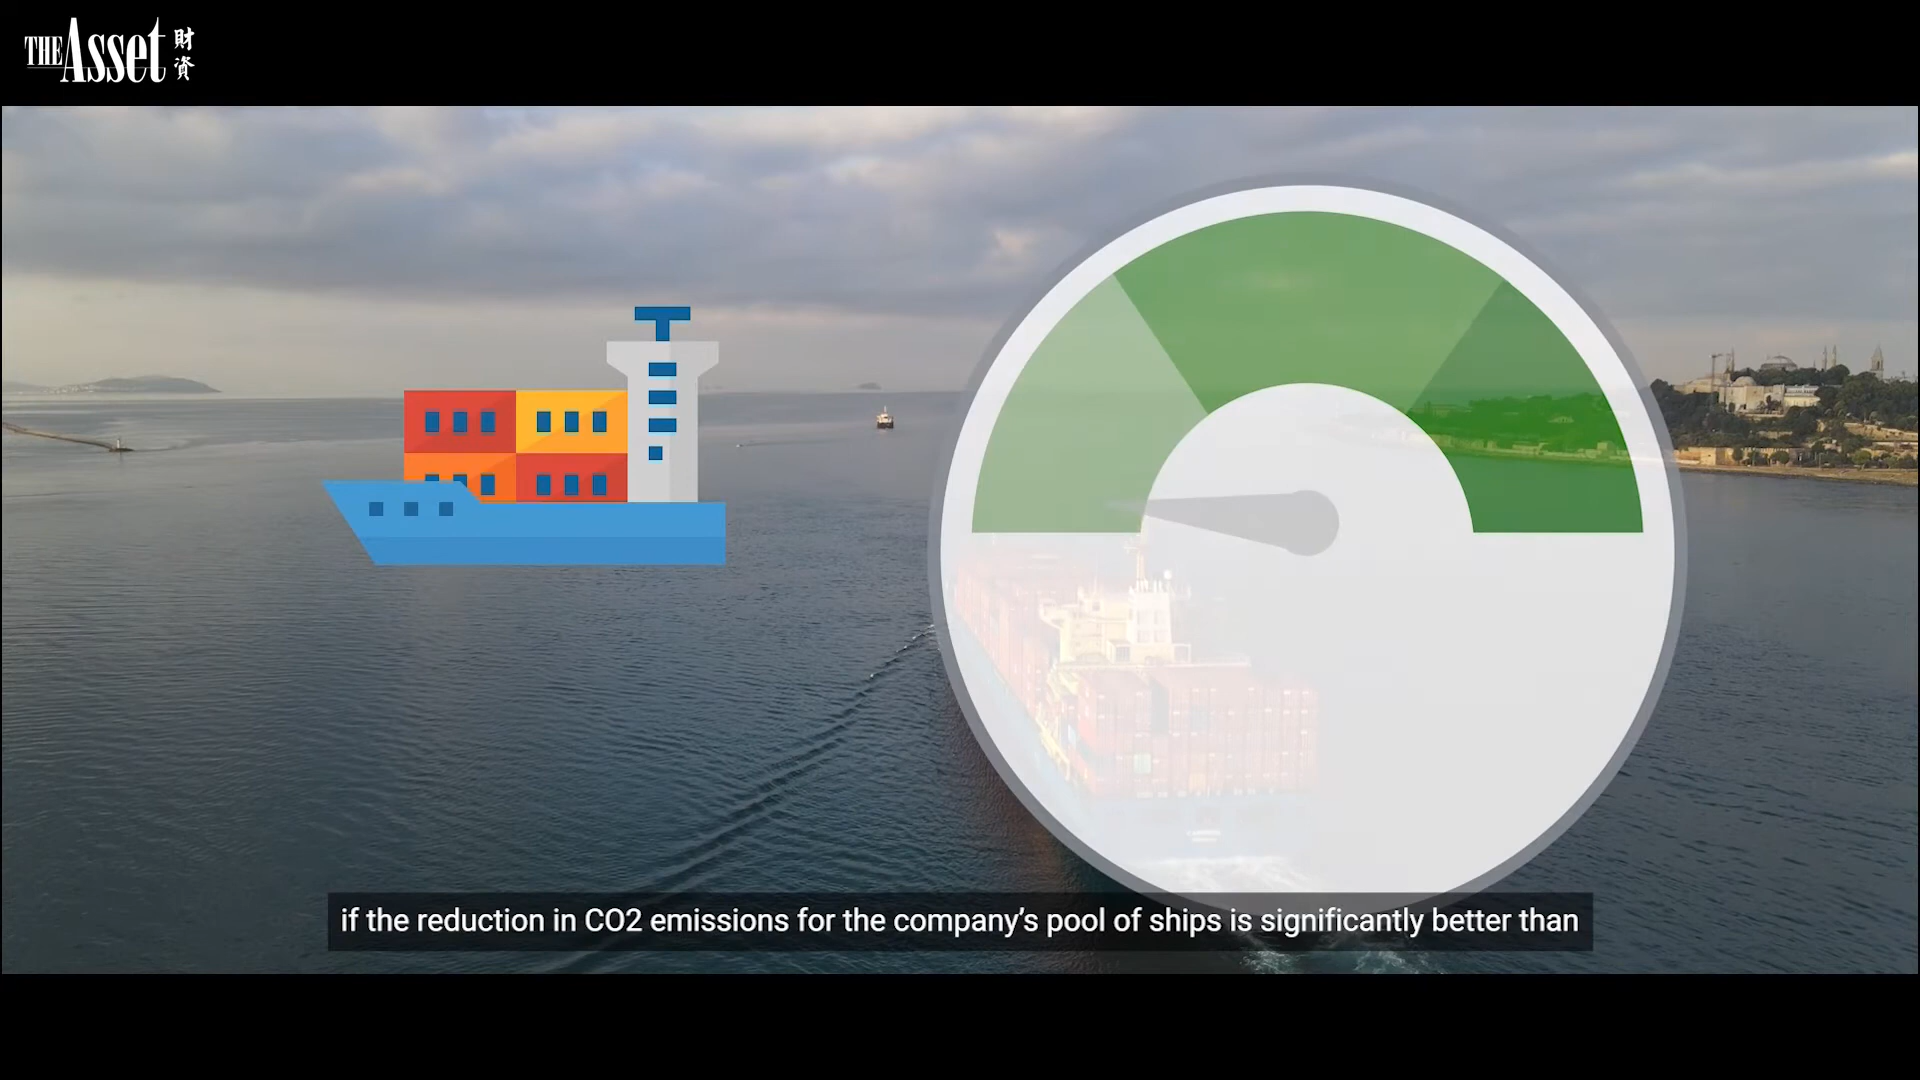 THE Asset 財資
if the reduction in CO2 emissions for the company’s pool of ships is significantly better than